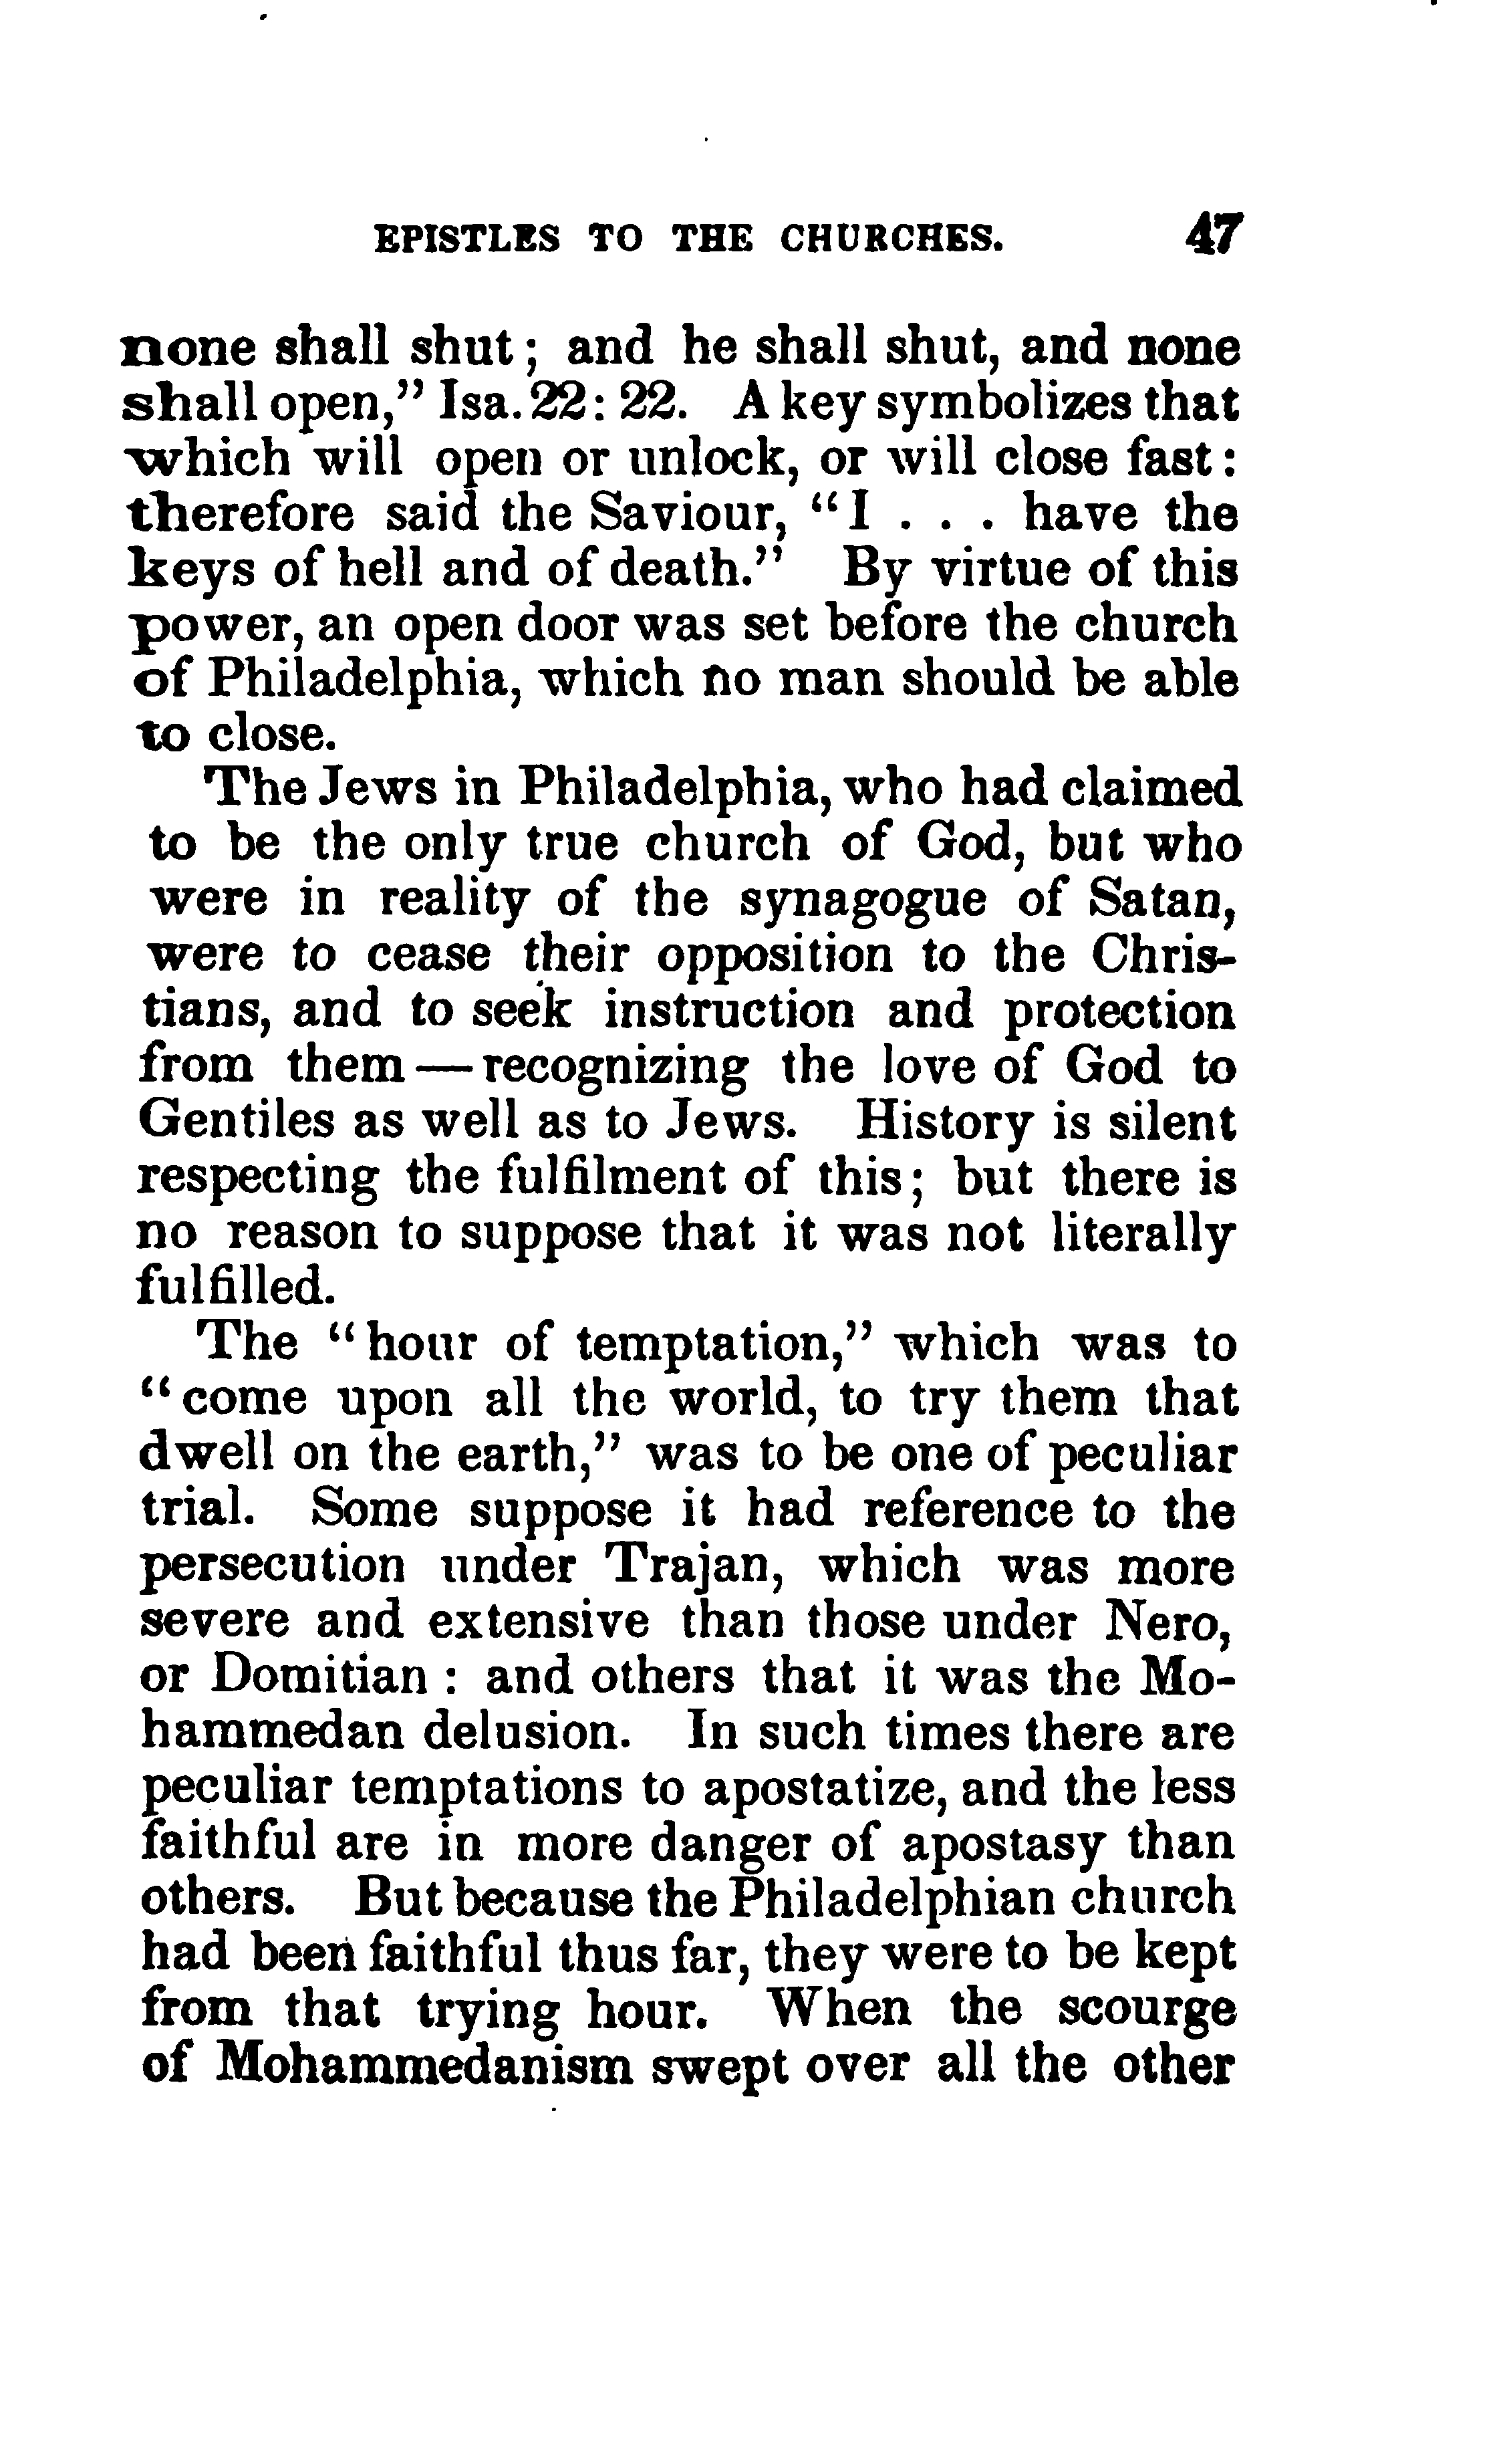 EPISTLES TO THE CHURCHES. 47
none shall shut; and he shall shut, and none
shall open," Isa. 22: 22. A key symbolizes that
which will open or unlock, or will close fast:
therefore said the Saviour, "I . . . have the
keys of hell and of death." By virtue of this
power, an open door was set before the church
of Philadelphia, which no man should be able
to close.
The Jews in Philadelphia, who had claimed
to be the only true church of God, but who
were in reality of the synagogue of Satan,
were to cease their opposition to the Chris-
tians, and to seek instruction and protection
from them—recognizing the love of God to
Gentiles as well as to Jews. History is silent
respecting the fulfilment of this; but there is
no reason to suppose that it was not literally
fulfilled.
The "hour of temptation," which was to
"come upon all the world, to try them that
dwell on the earth," was to be one of peculiar
trial. Some suppose it had reference to the
persecution under Trajan, which was more
severe and extensive than those under Nero,
or Domitian : and others that it was the Mo-
hammedan delusion. In such times there are
peculiar temptations to apostatize, and the less
faithful are in more danger of apostasy than
others. But because the Philadelphian church
had been faithful thus far, they were to be kept
from that trying hour. When the scourge
of Mohammedanism swept over all the other